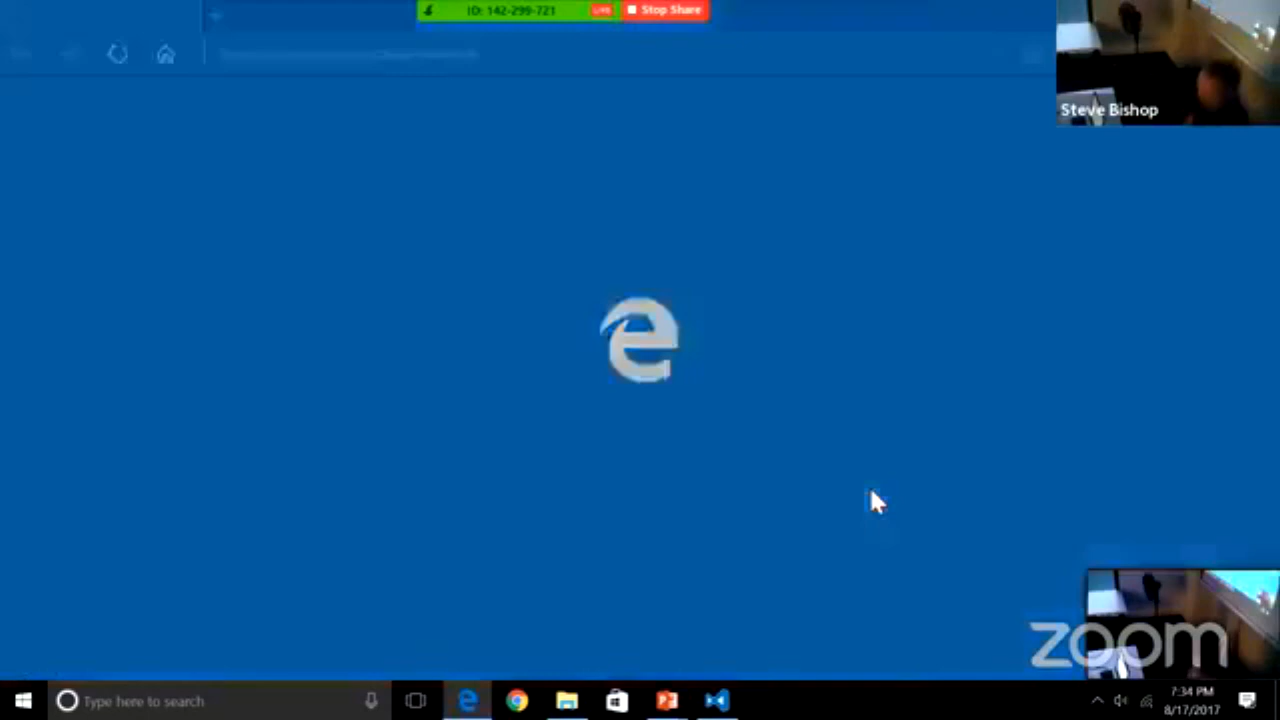 ID: 142-299-721
LIVE
Stop Share
Steve Bishop
zoom
Type here to search
7:34 PM
8/17/2017